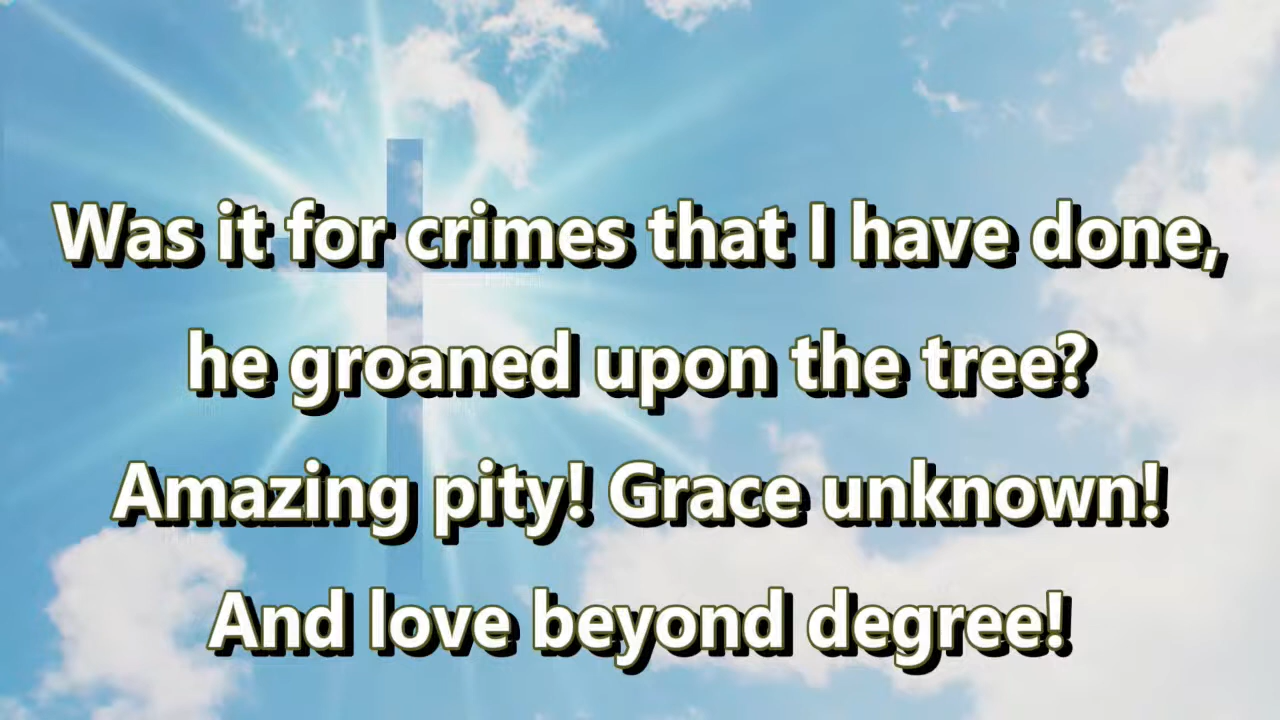 Was it for crimes that I have done,
he groaned upon the tree?
Amazing pity! Grace unknown!
And love beyond degree!